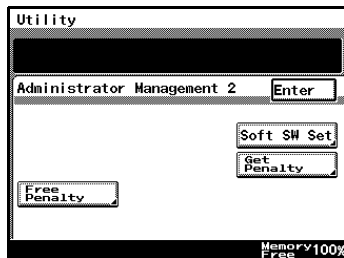 Utility
Administrator Management 2
Enter
Soft SW Set
Get
Penalty
Free
Penalty
Memory
Free 100%